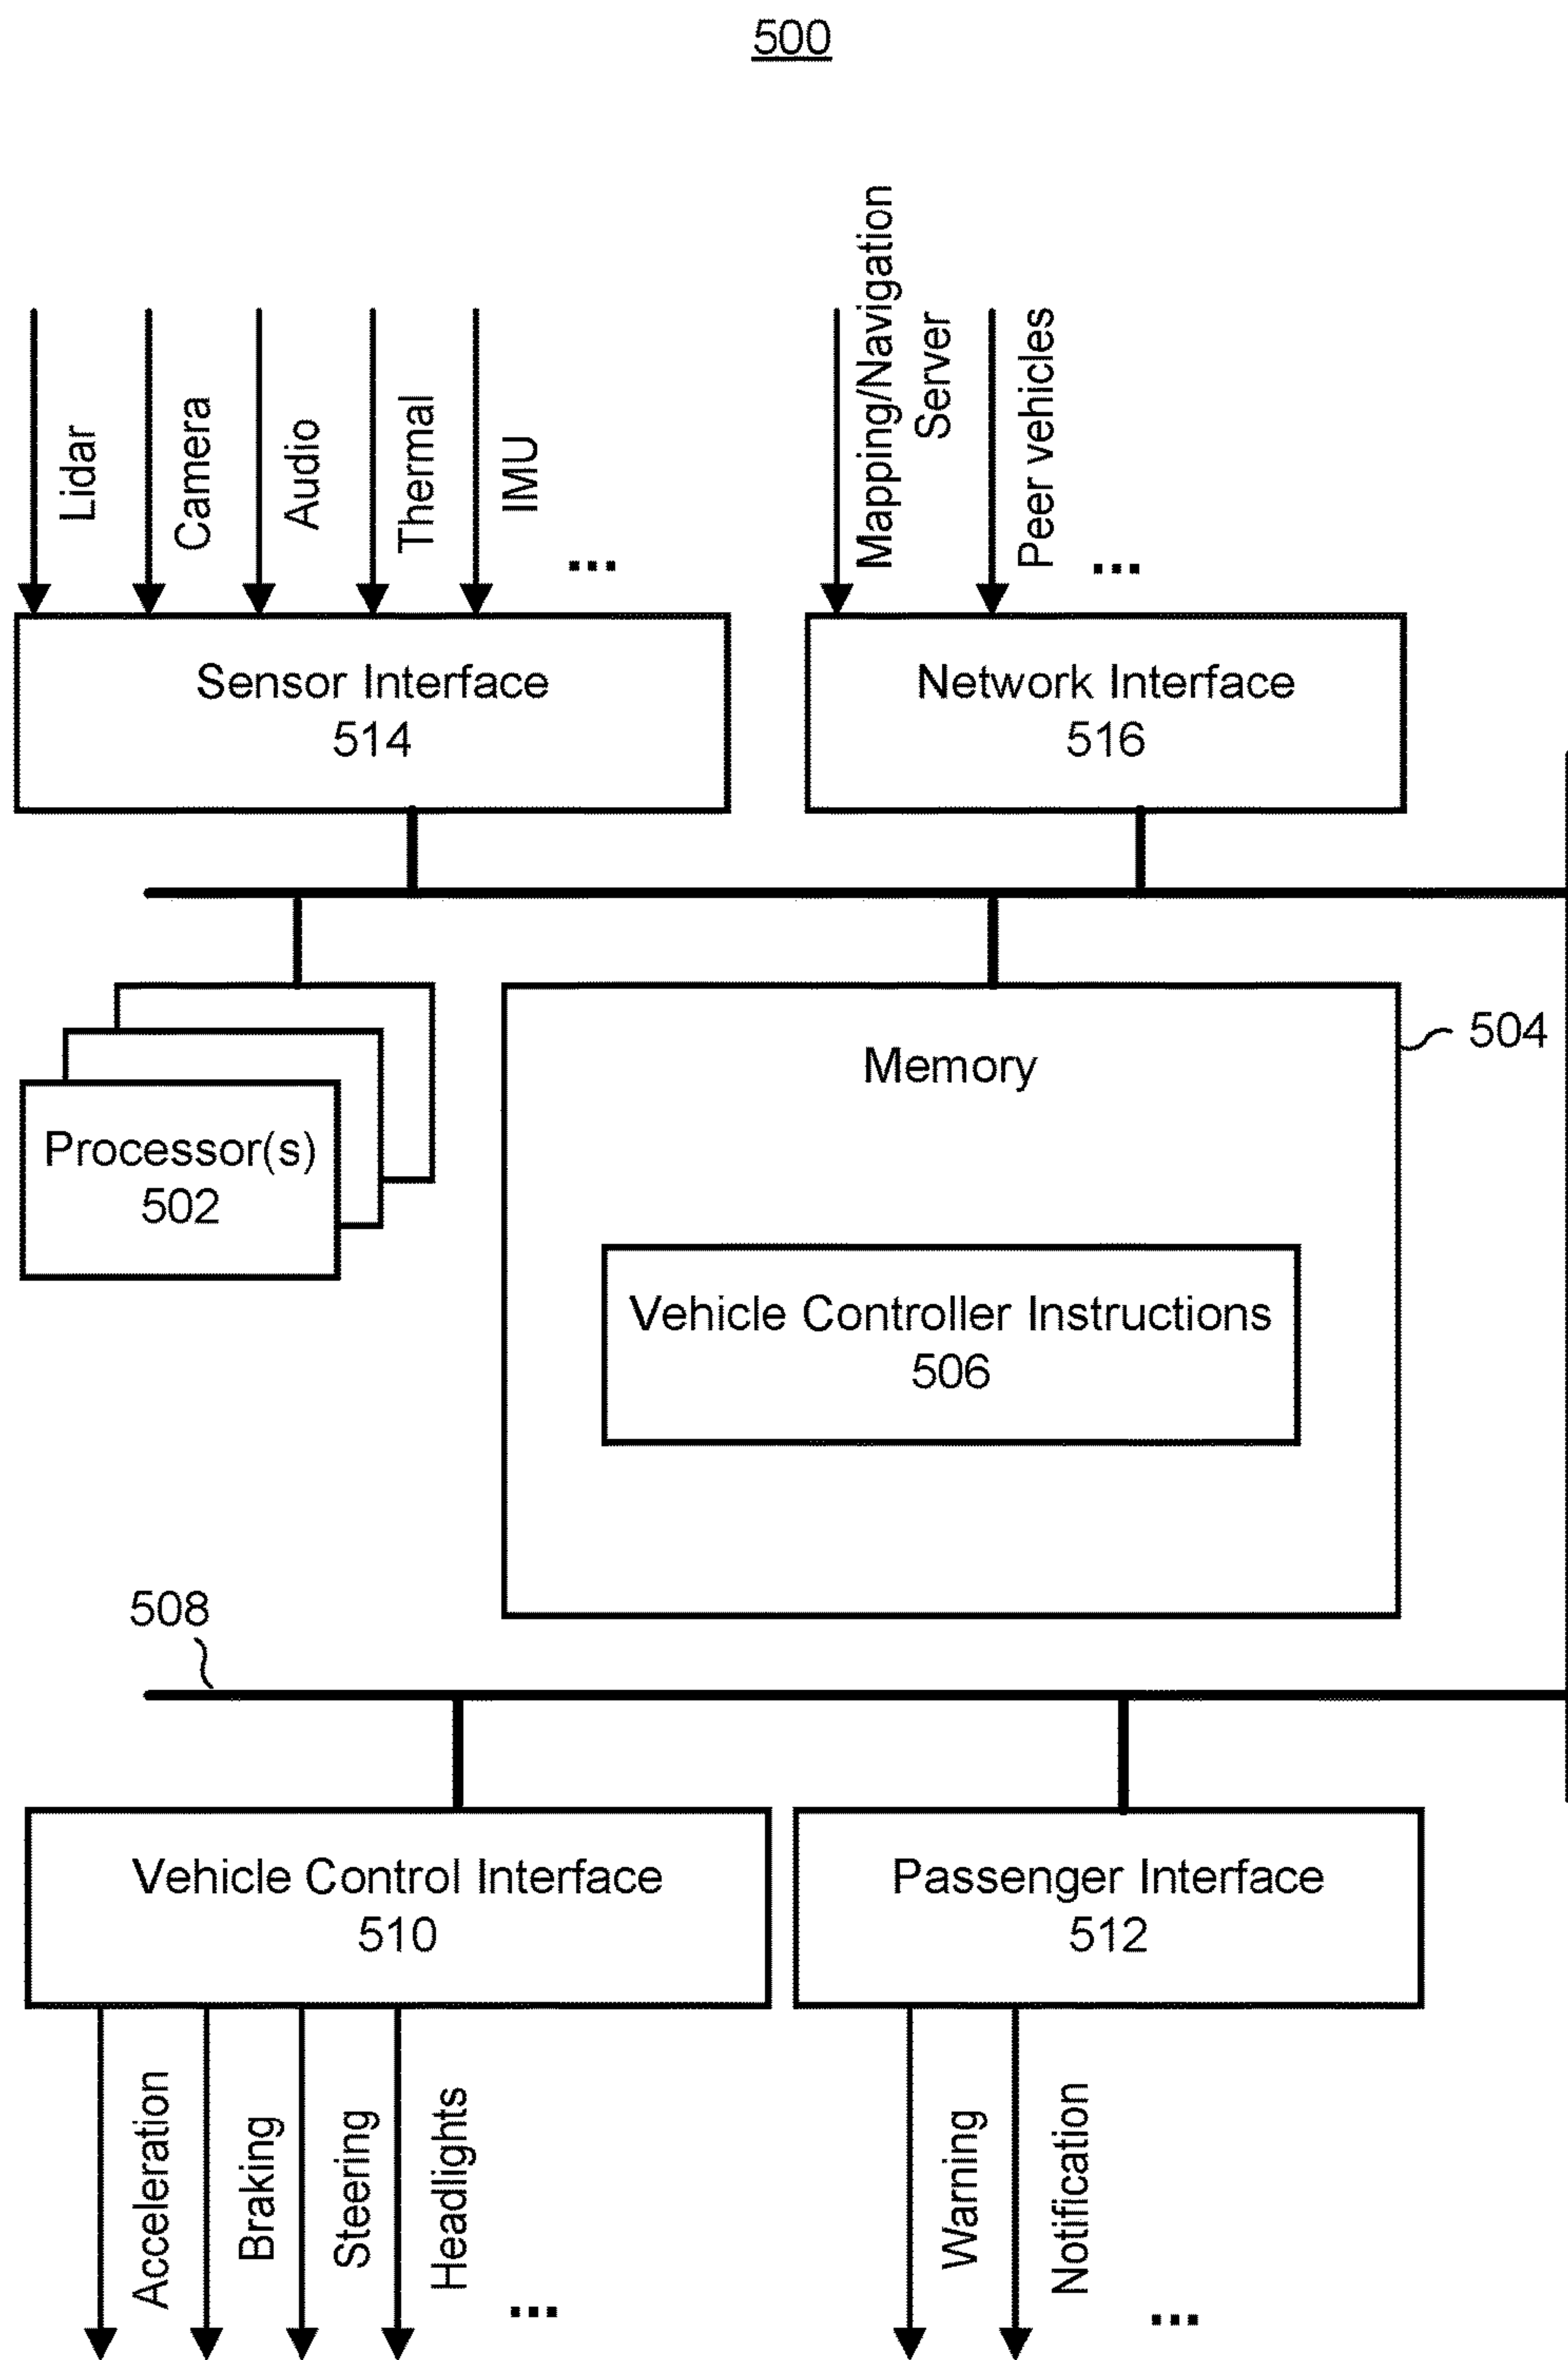 500
Lidar
Camera
Audio
Thermal
IMU
...
Mapping/Navigation
Server
Peer vehicles
...
Sensor Interface
514
Network Interface
516
Processor(s)
502
Memory
504
Vehicle Controller Instructions
506
508
Vehicle Control Interface
510
Passenger Interface
512
Acceleration
Braking
Steering
Headlights
...
Warning
Notification
...